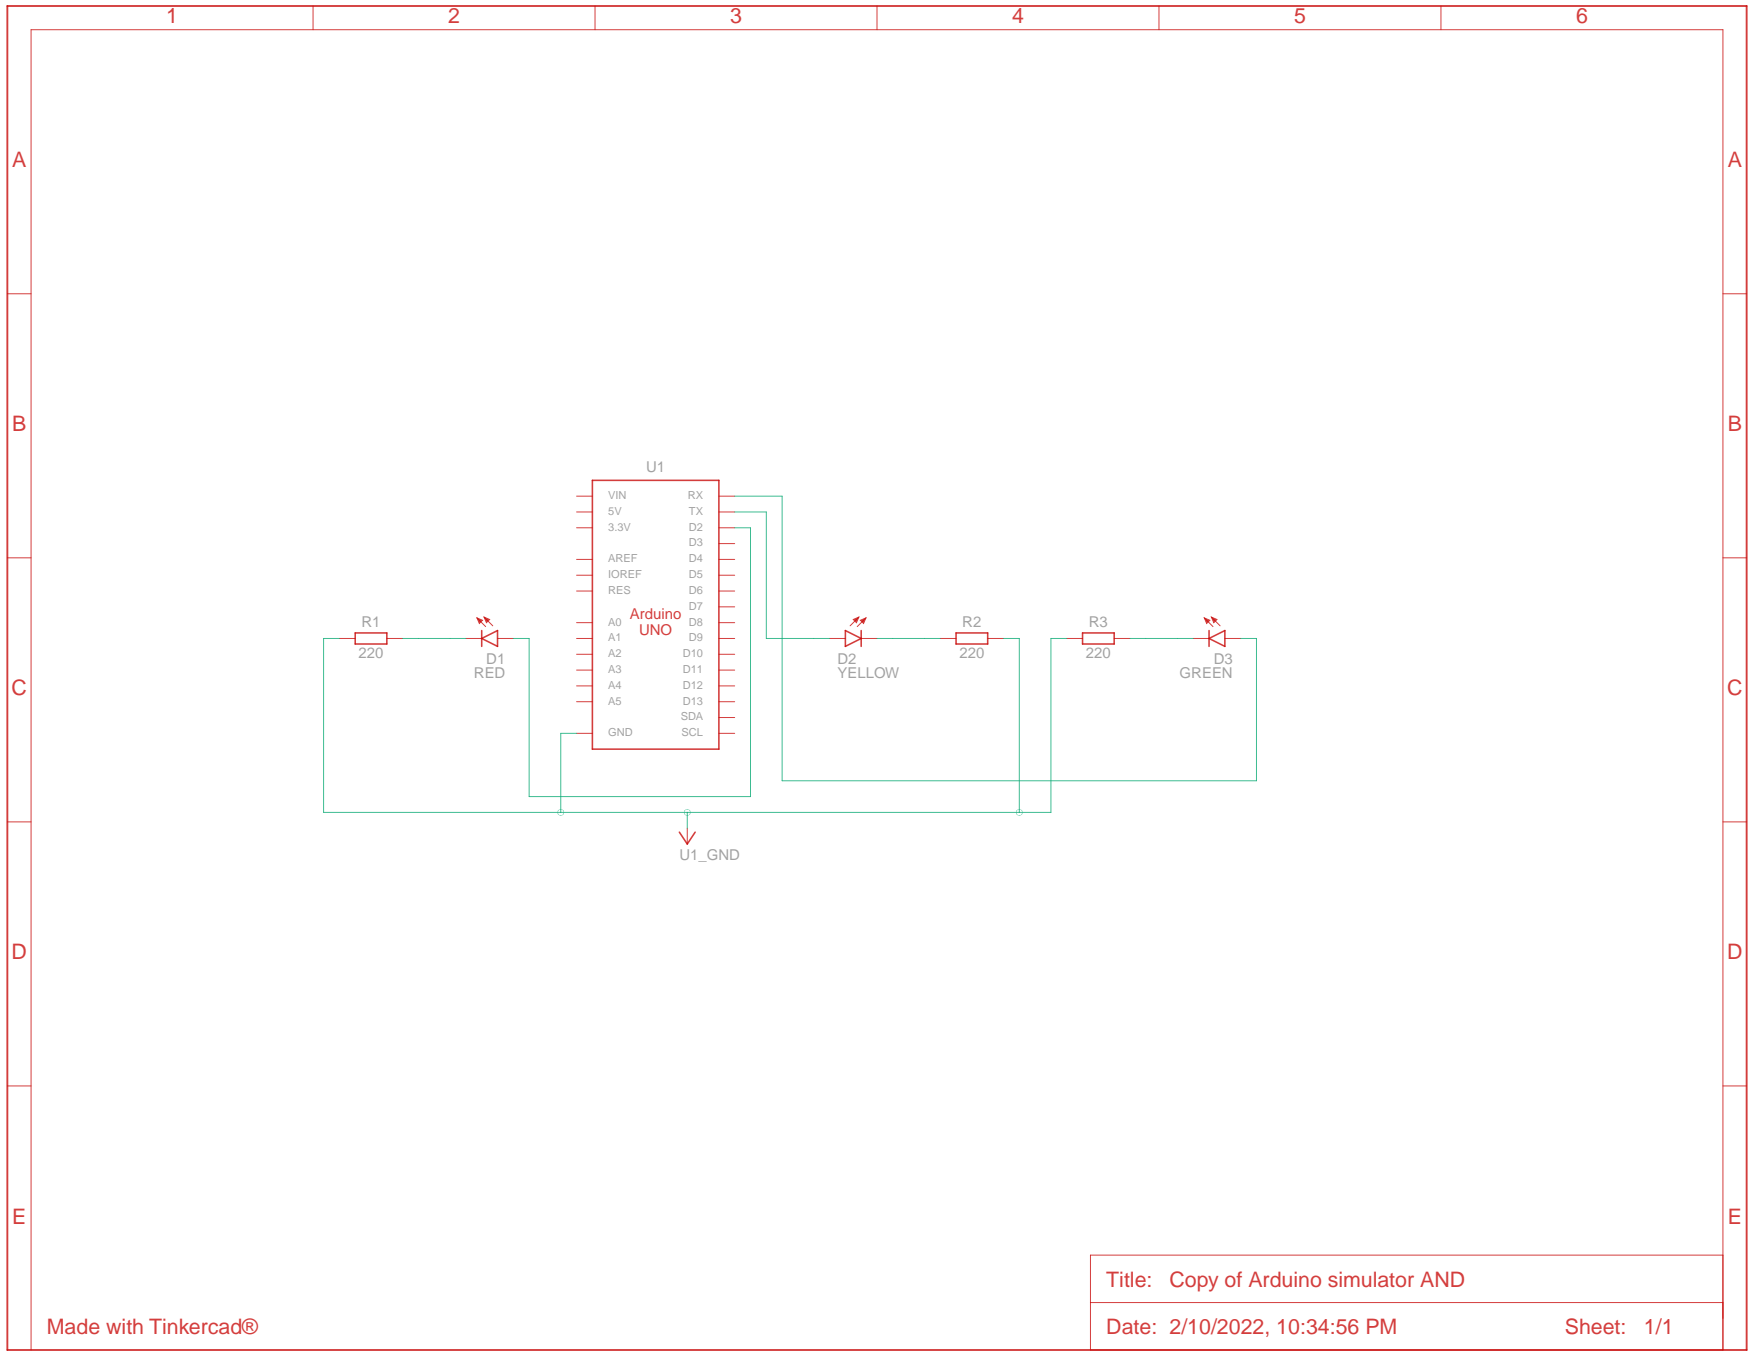 1 2 3 4 5 6
A A
B B
U1
VIN RX
5V TX
3.3V D2
D3
AREF D4
IOREF D5
RES D6
D7
Arduino
UNO
A0 D8
A1 D9
A2 D10
A3 D11
A4 D12
A5 D13
SDA
GND SCL
R1
220
D1
RED
D2
YELLOW
R2
220
R3
220
D3
GREEN
C C
U1_GND
D D
E E
Title: Copy of Arduino simulator AND
Date: 2/10/2022, 10:34:56 PM Sheet: 1/1
Made with Tinkercad®